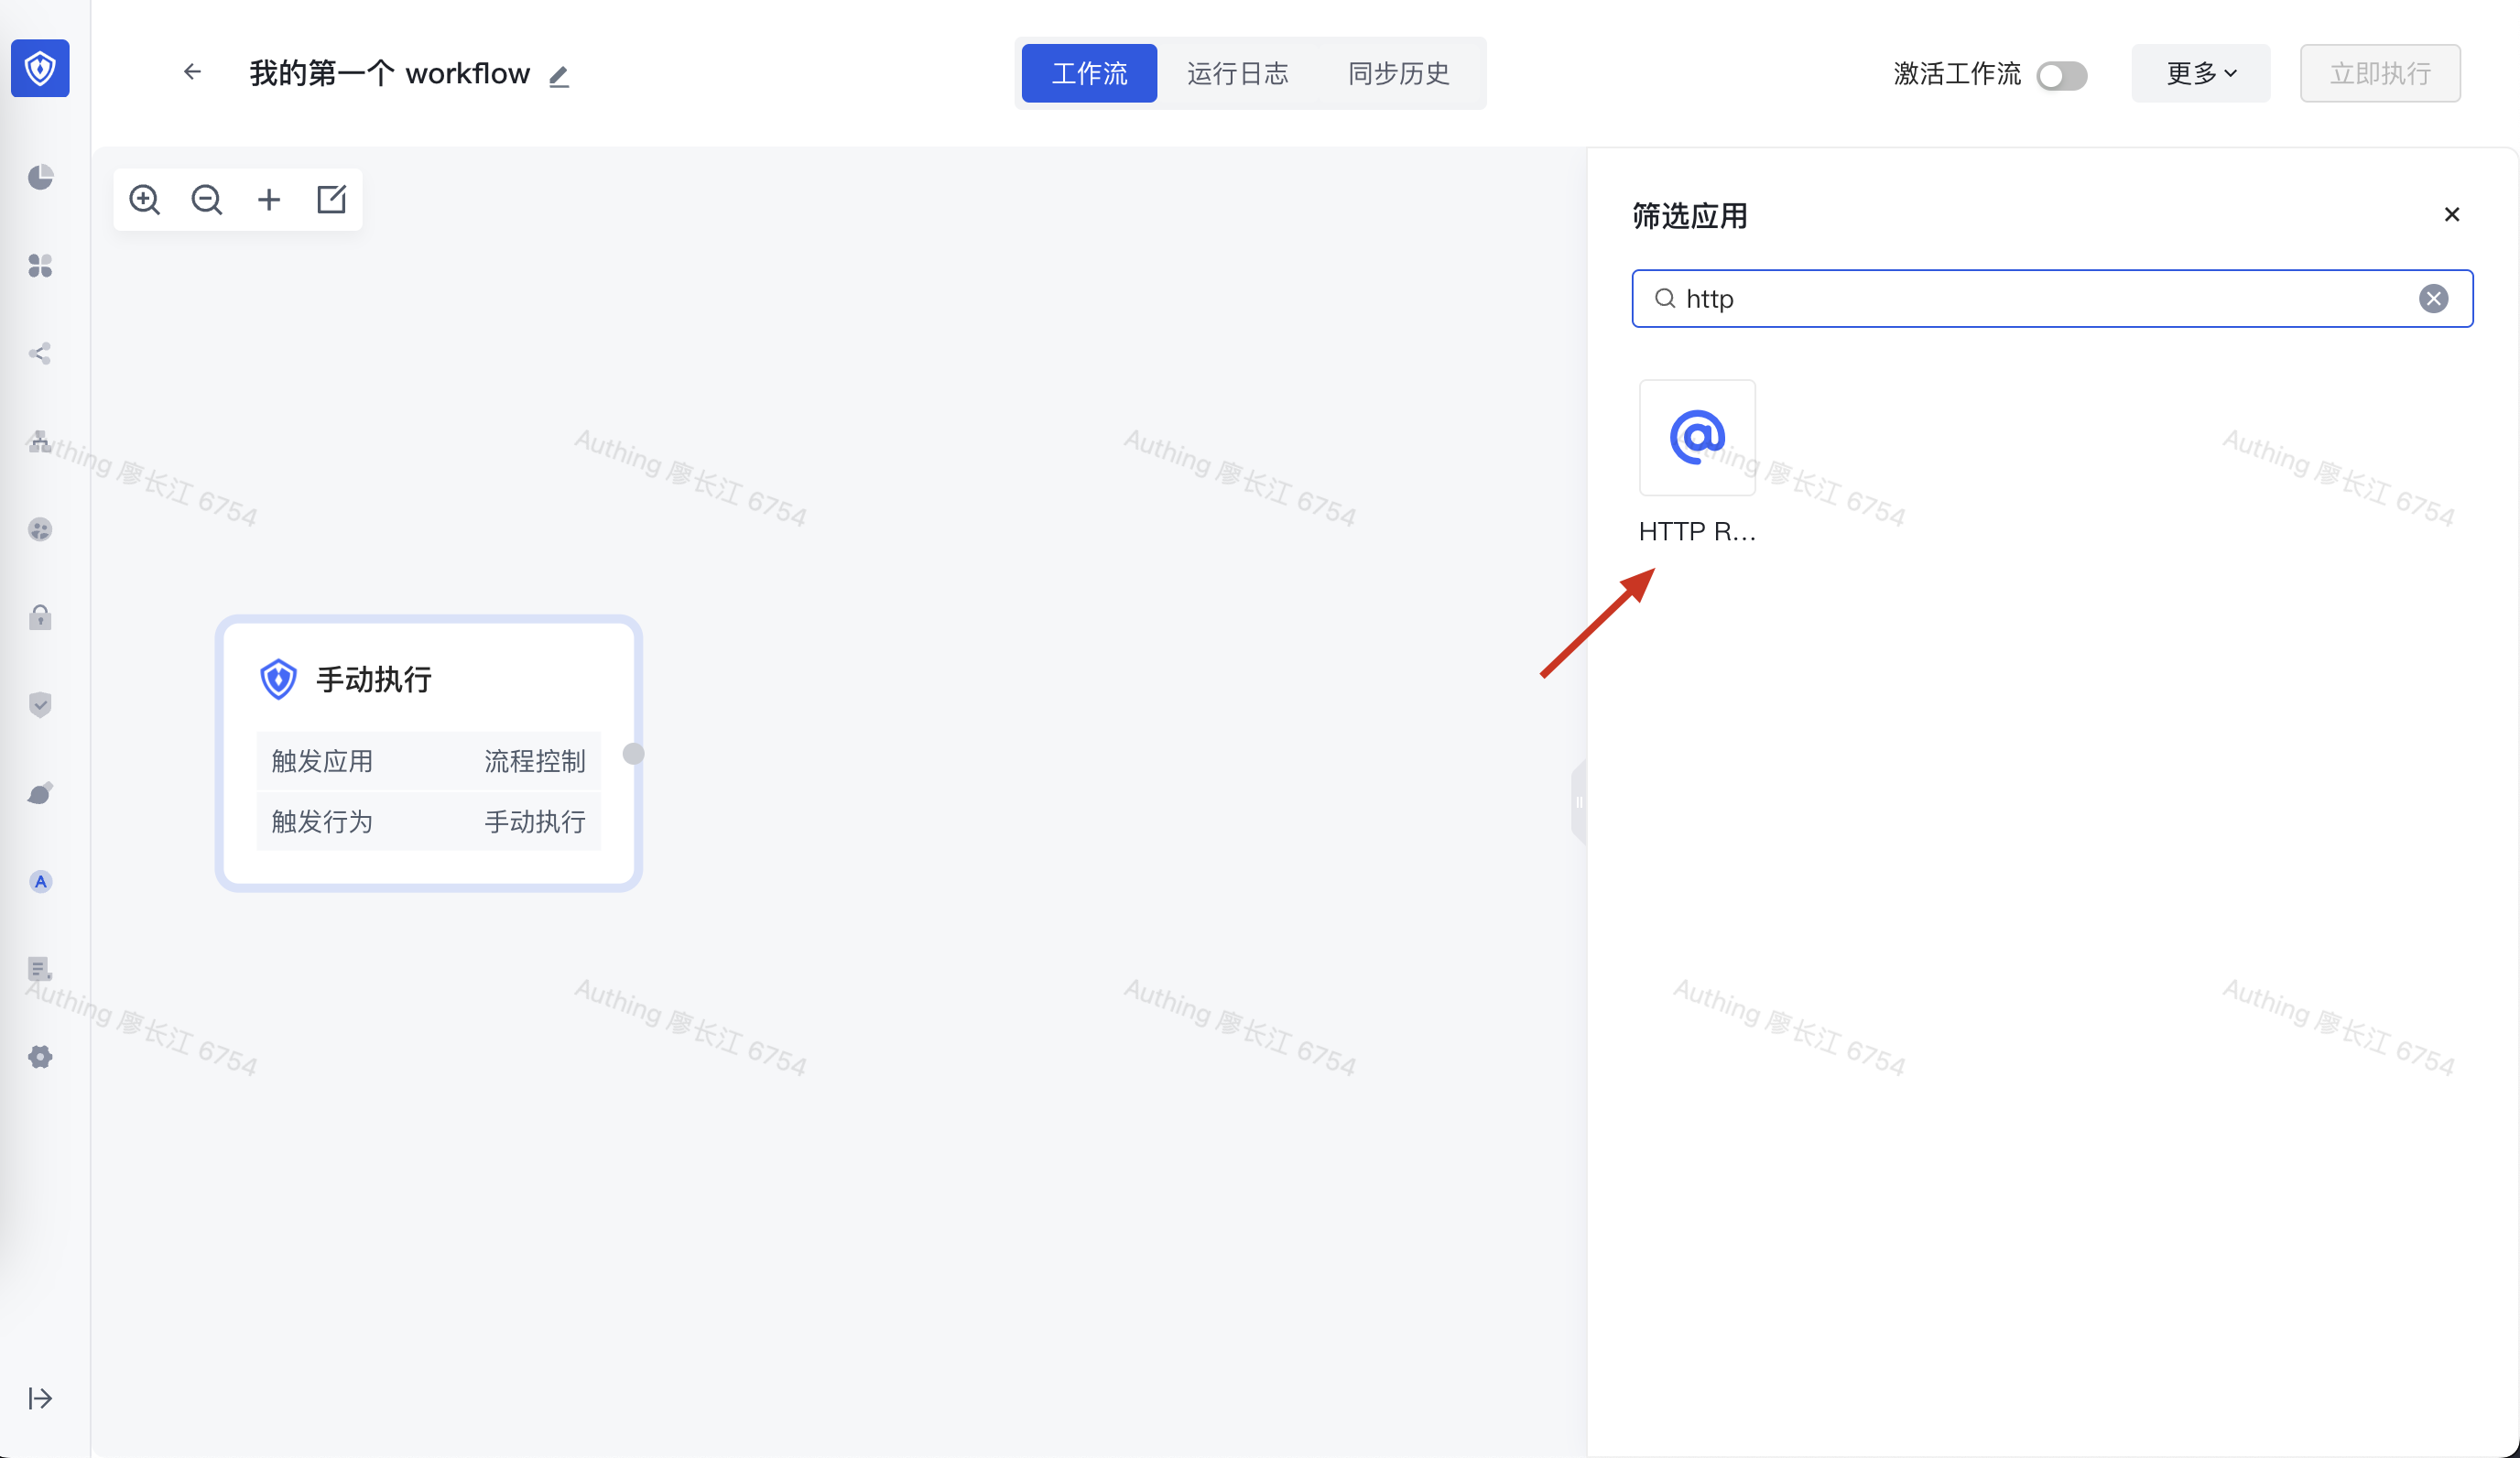 我的第一个 workflow
工作流 运行日志 同步历史
激活工作流 更多 立即执行
筛选应用
http
HTTP R...
手动执行
触发应用 流程控制
触发行为 手动执行
A
Authing 廖长江 6754
Authing 廖长江 6754
Authing 廖长江 6754
Authing 廖长江 6754
Authing 廖长江 6754
Authing 廖长江 6754
Authing 廖长江 6754
Authing 廖长江 6754
Authing 廖长江 6754
Authing 廖长江 6754